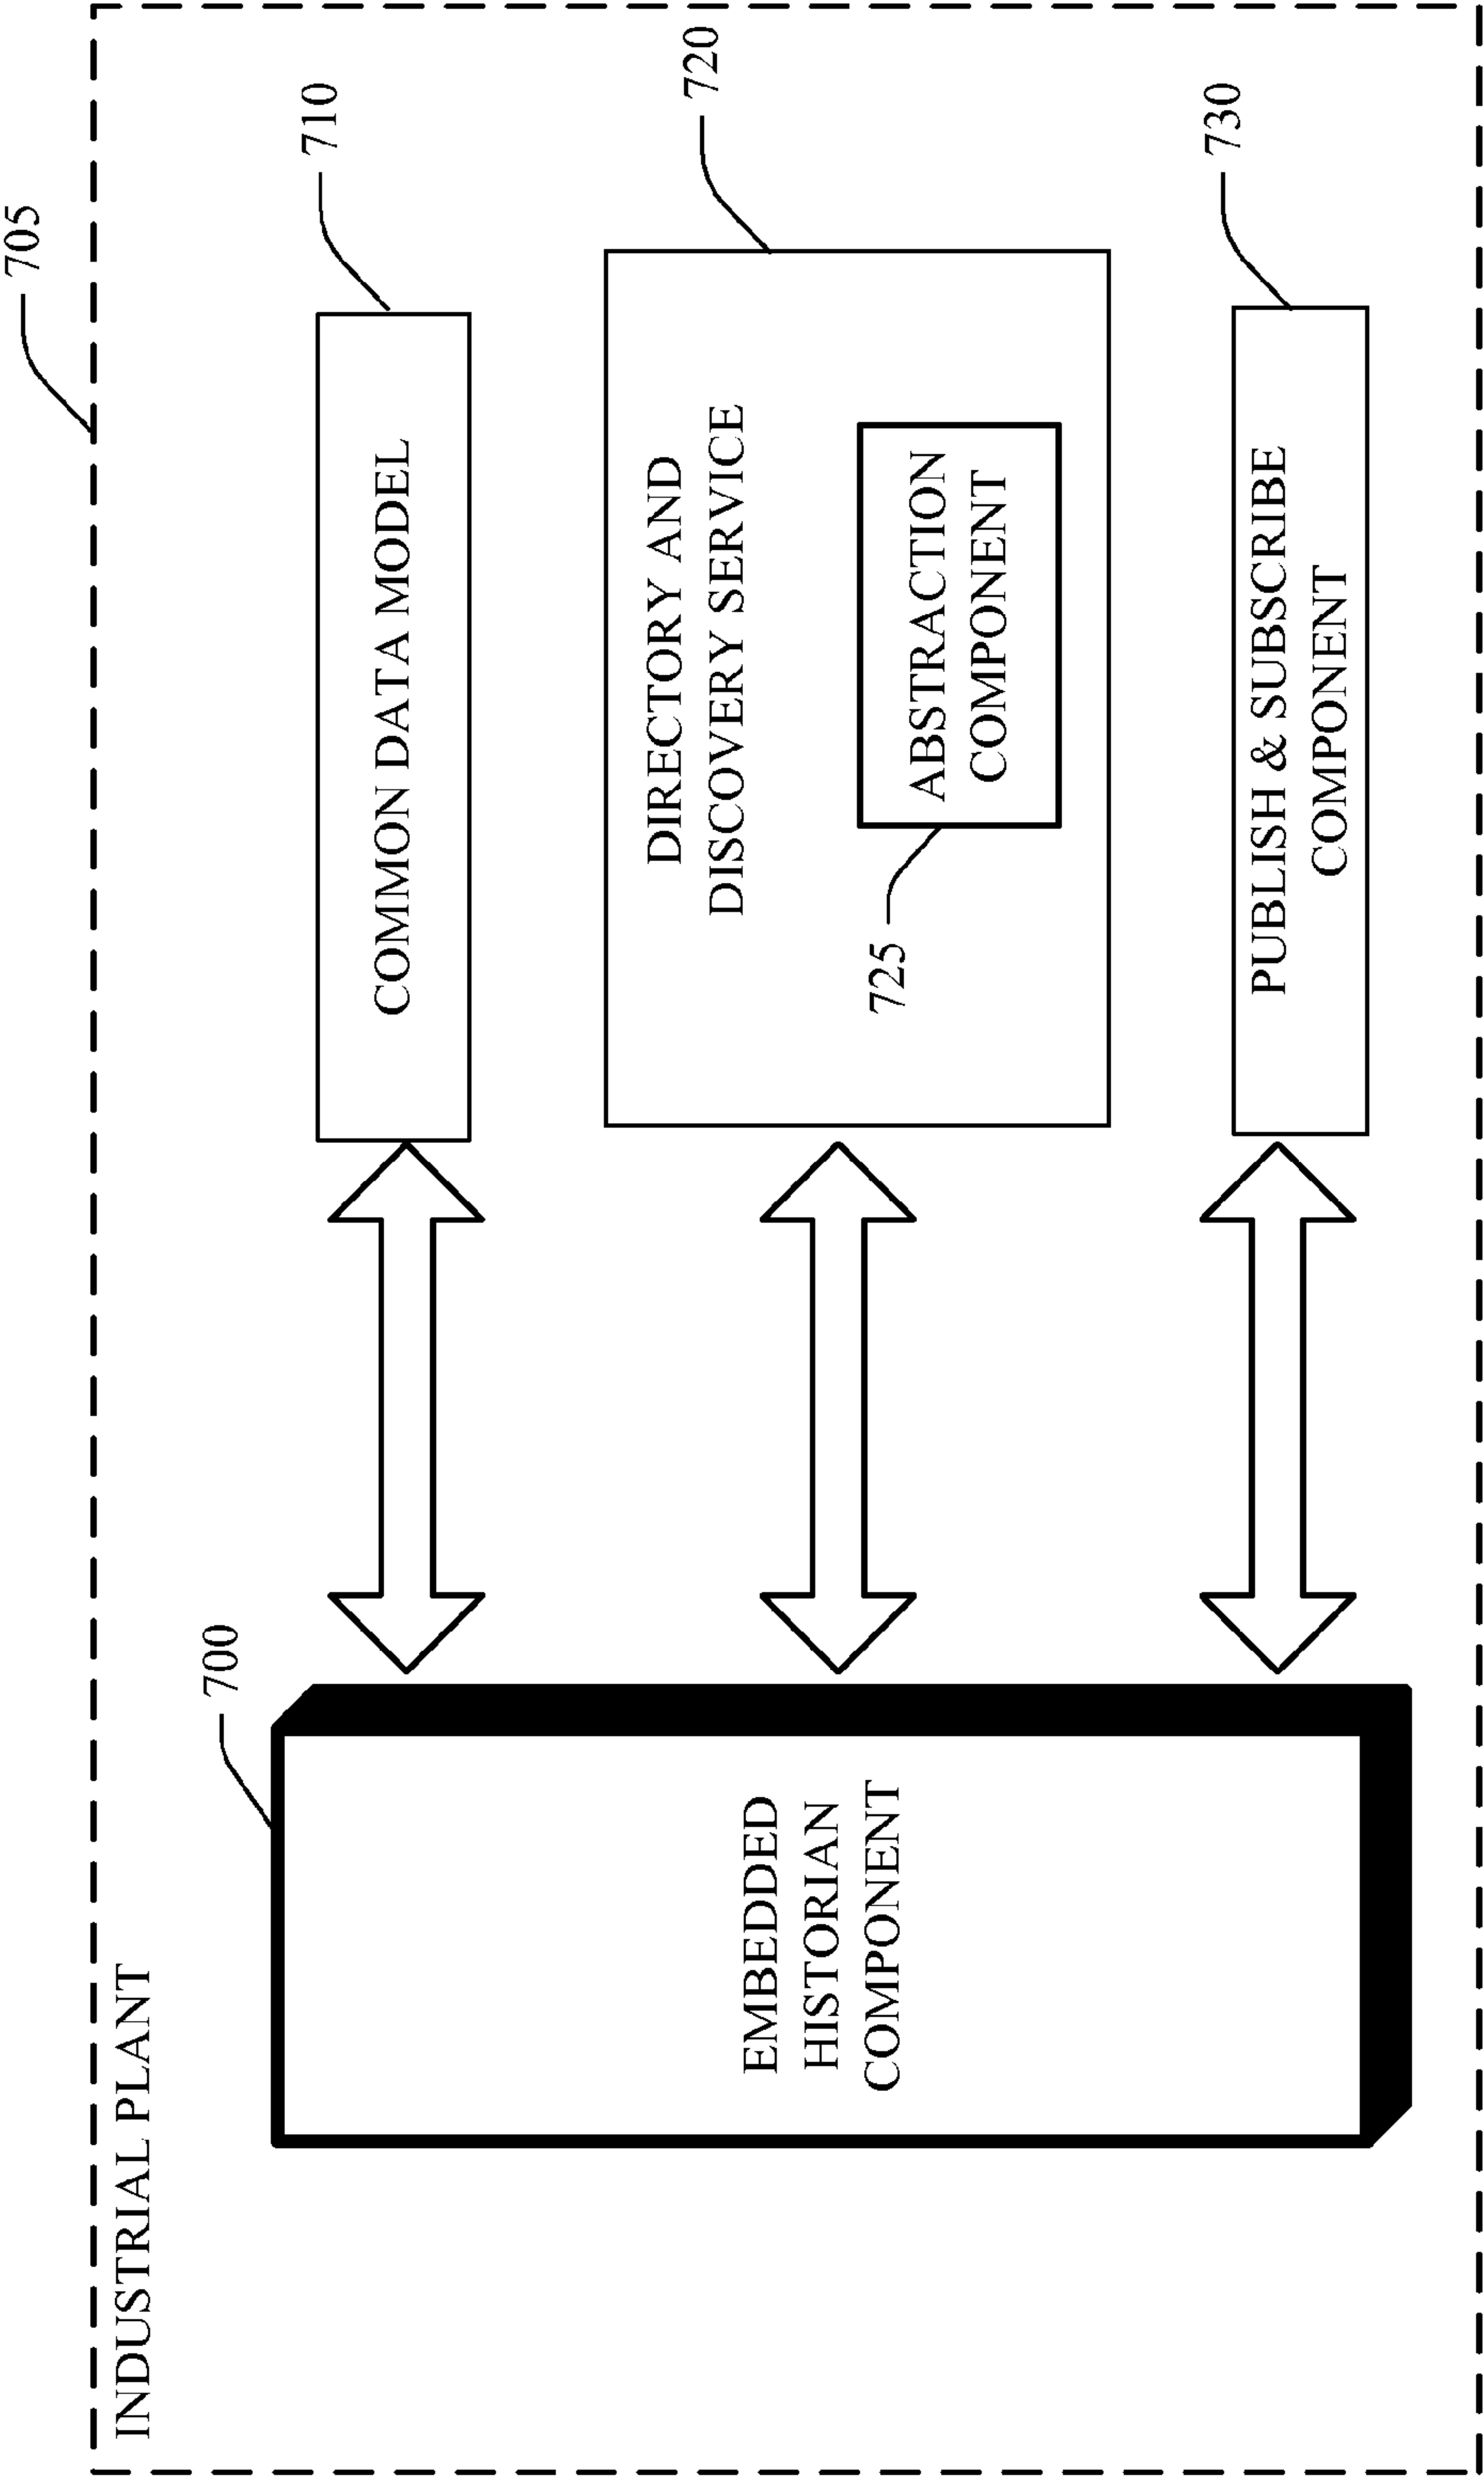 705
INDUSTRIAL PLANT
700
710
COMMON DATA MODEL
720
DIRECTORY AND
DISCOVERY SERVICE
EMBEDDED
HISTORIAN
COMPONENT
725
ABSTRACTION
COMPONENT
730
PUBLISH & SUBSCRIBE
COMPONENT